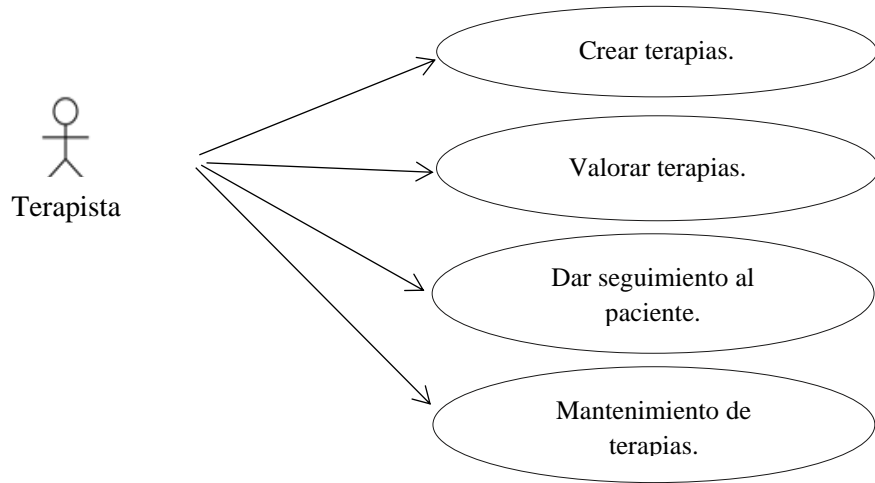 Crear terapias.
Valorar terapias.
Terapista
Dar seguimiento al
paciente.
Mantenimiento de
terapias.